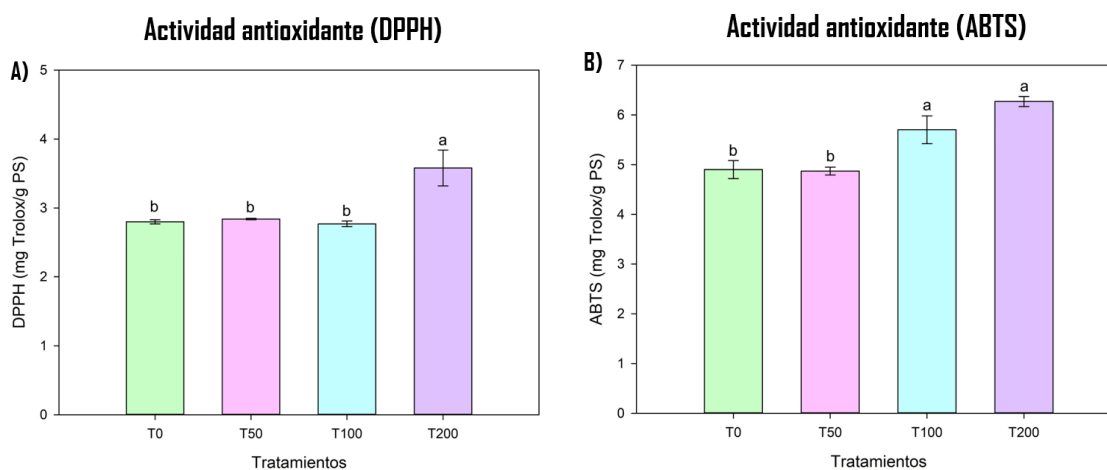 Actividad antioxidante (DPPH)
A)
5
4
3
2
1
0
DPPH (mg Trolox/g PS)
b
b
b
a
T0
T50
T100
T200
Tratamientos
Actividad antioxidante (ABTS)
B)
7
6
5
4
3
2
1
0
ABTS (mg Trolox/g PS)
b
b
a
a
T0
T50
T100
T200
Tratamientos